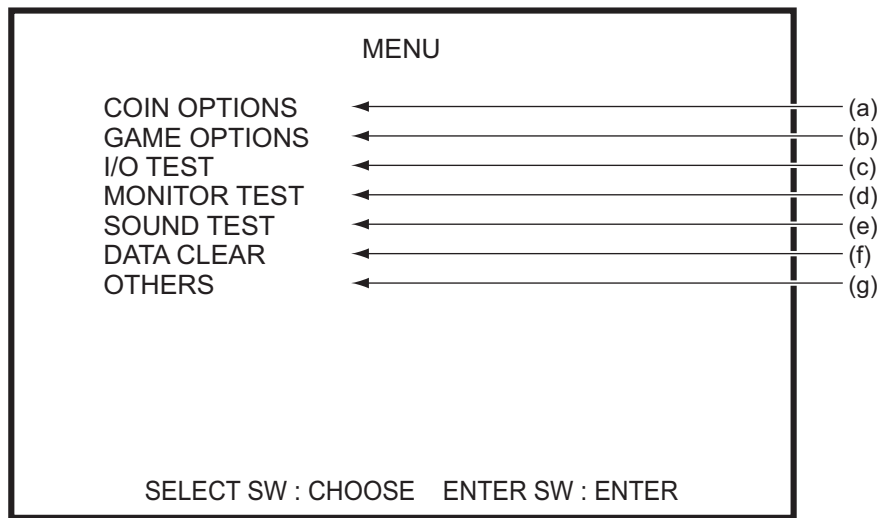 MENU
COIN OPTIONS (a)
GAME OPTIONS (b)
I/O TEST (c)
MONITOR TEST (d)
SOUND TEST (e)
DATA CLEAR (f)
OTHERS (g)
SELECT SW : CHOOSE ENTER SW : ENTER